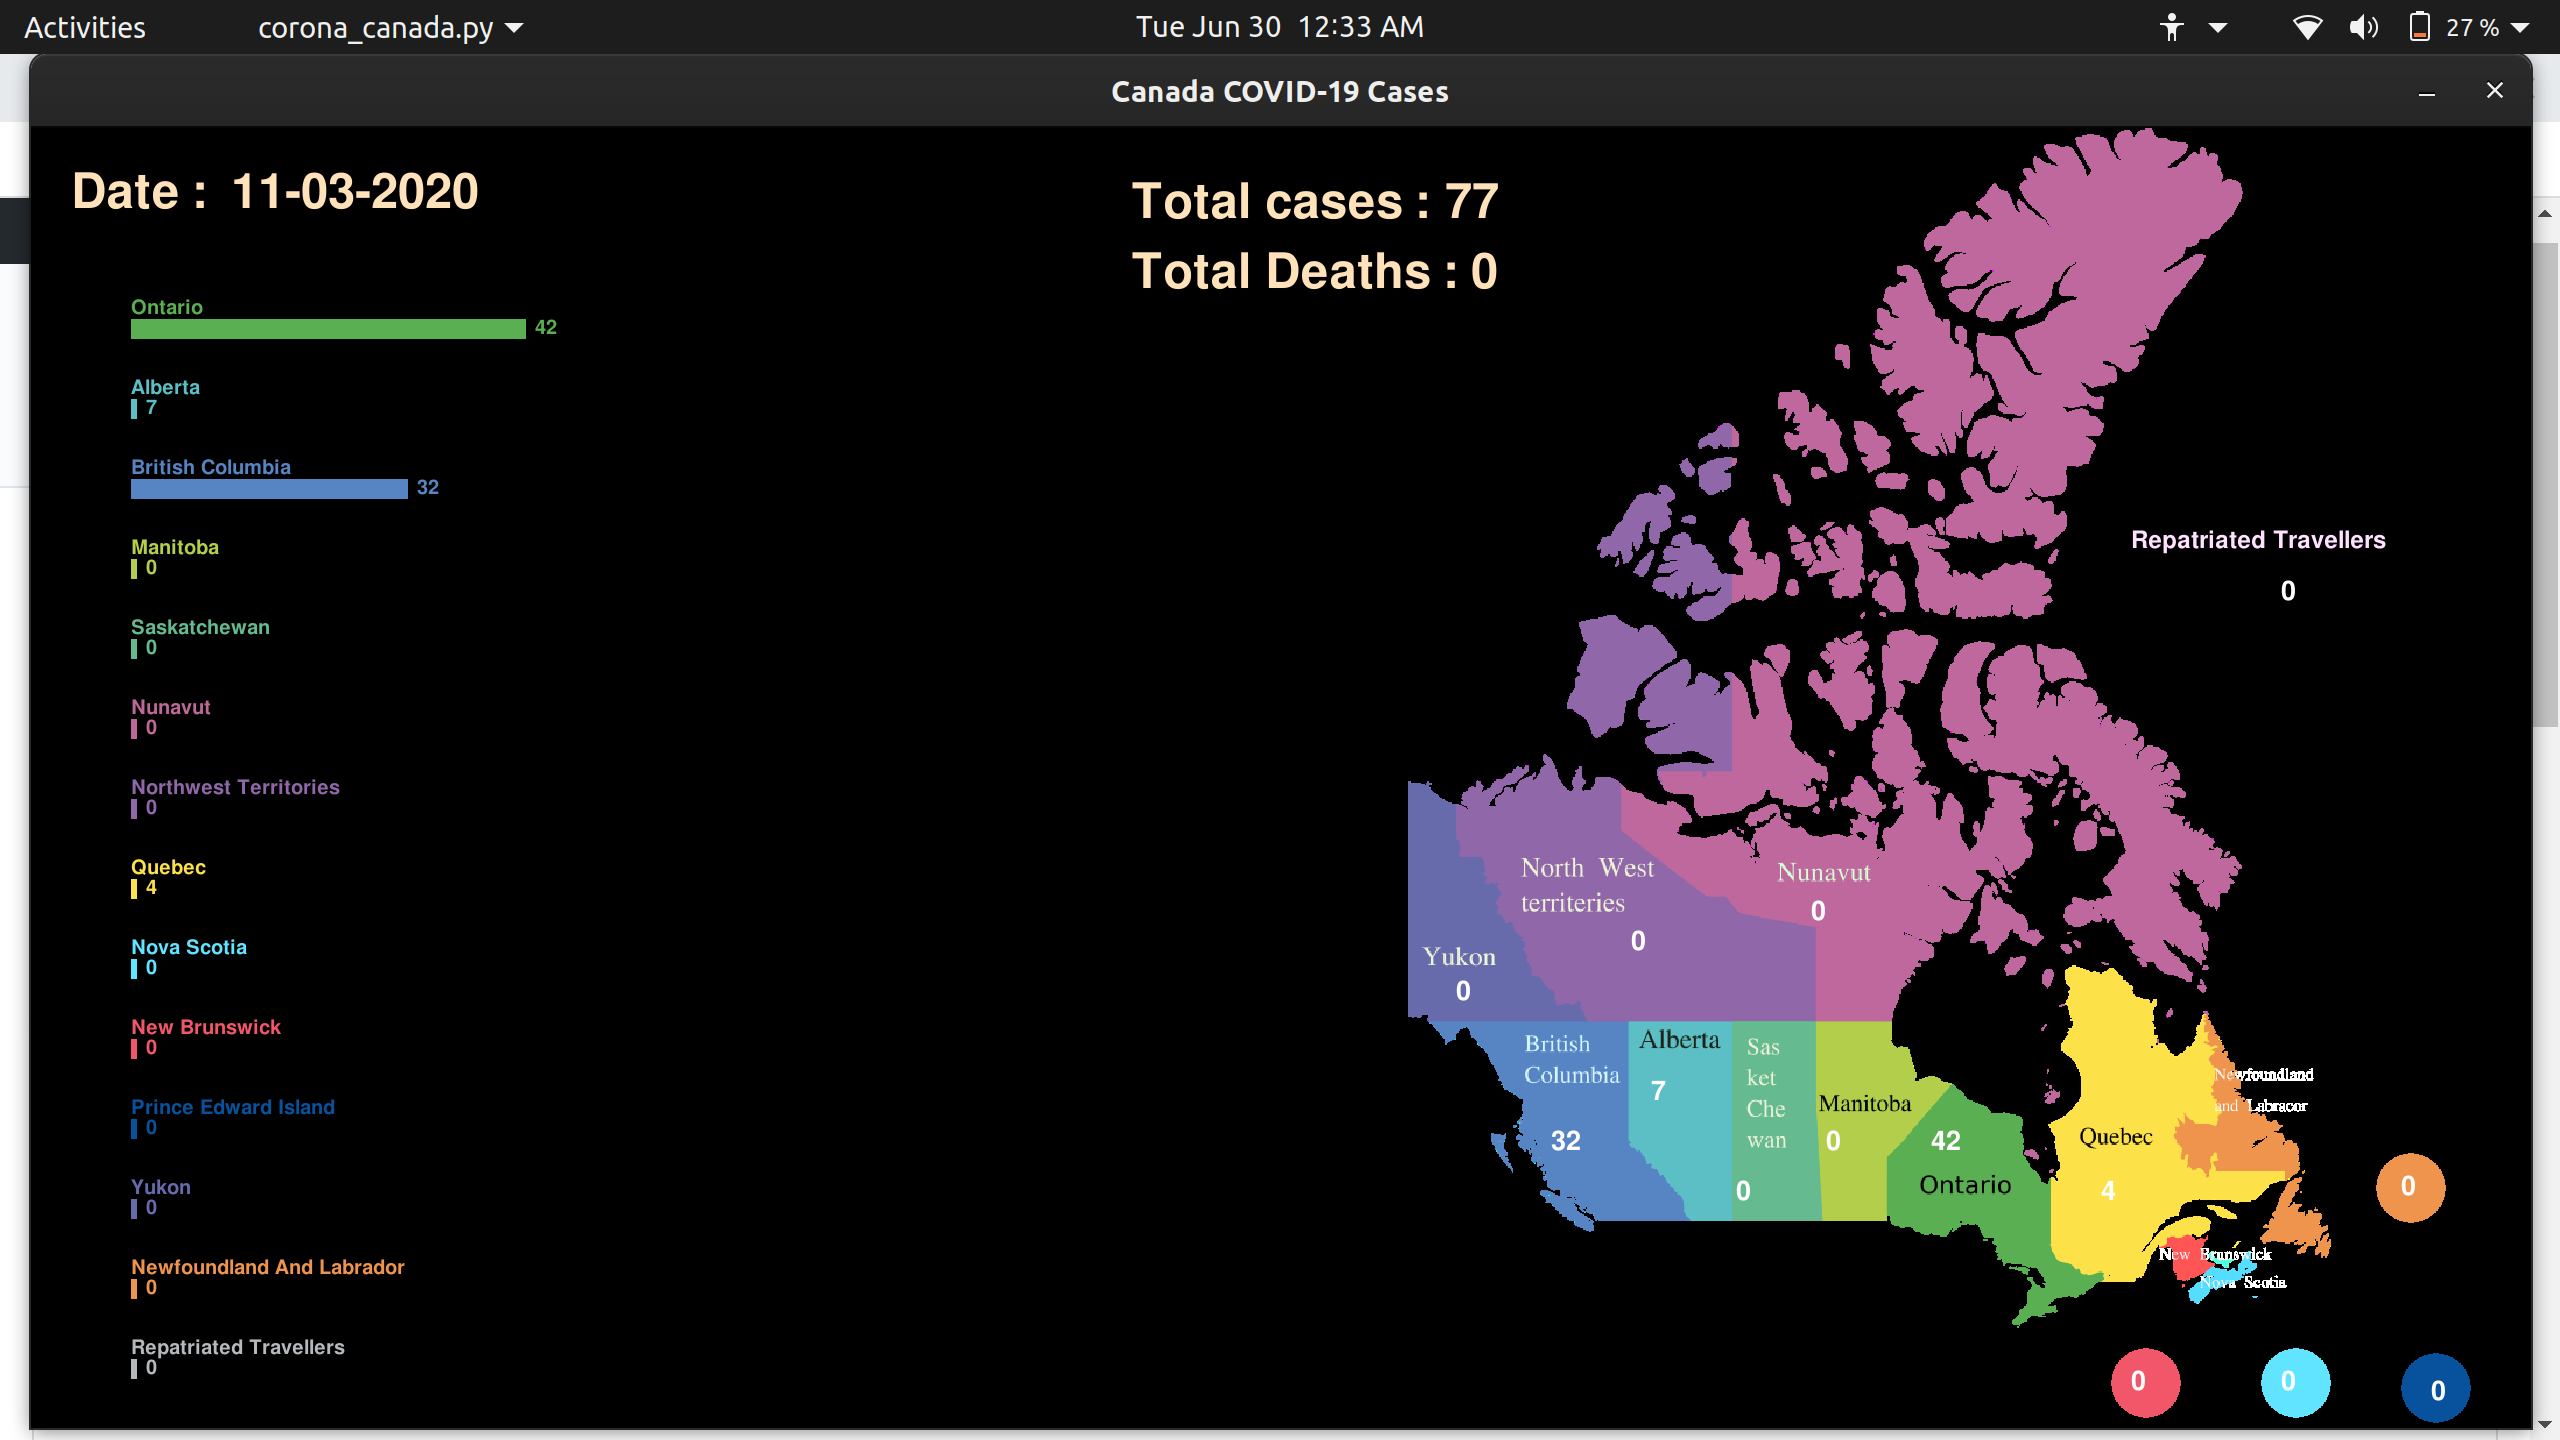 Activities corona_canada.py Tue Jun 30 12:33 AM 27 %
Canada COVID-19 Cases
Date : 11-03-2020
Total cases : 77
Total Deaths : 0
Ontario
42
Alberta
7
British Columbia
32
Manitoba
0
Saskatchewan
0
Nunavut
0
Northwest Territories
0
Quebec
4
Nova Scotia
0
New Brunswick
0
Prince Edward Island
0
Yukon
0
Newfoundland And Labrador
0
Repatriated Travellers
0
Repatriated Travellers
0
North West
territeries
0
Nunavut
0
Yukon
0
British
Columbia
32
Alberta
7
Sas
ket
Che
wan
0
Manitoba
0
42
Ontario
Quebec
4
Newfoundland
and Labracor
0
New Brunswick
Nova Scotia
0
0
0